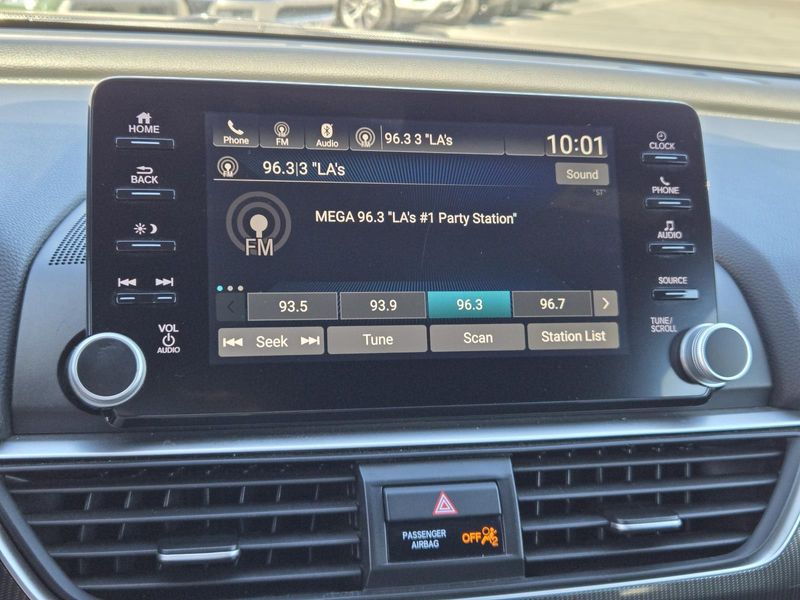 HOME
BACK
VOL
AUDIO
Phone
FM
Audio
96.3 3 "LA's
10:01
96.3|3 "LA's
Sound
"ST"
FM
MEGA 96.3 "LA's #1 Party Station"
93.5
93.9
96.3
96.7
Seek
Tune
Scan
Station List
CLOCK
PHONE
AUDIO
SOURCE
TUNE/
SCROLL
PASSENGER
AIRBAG
OFF